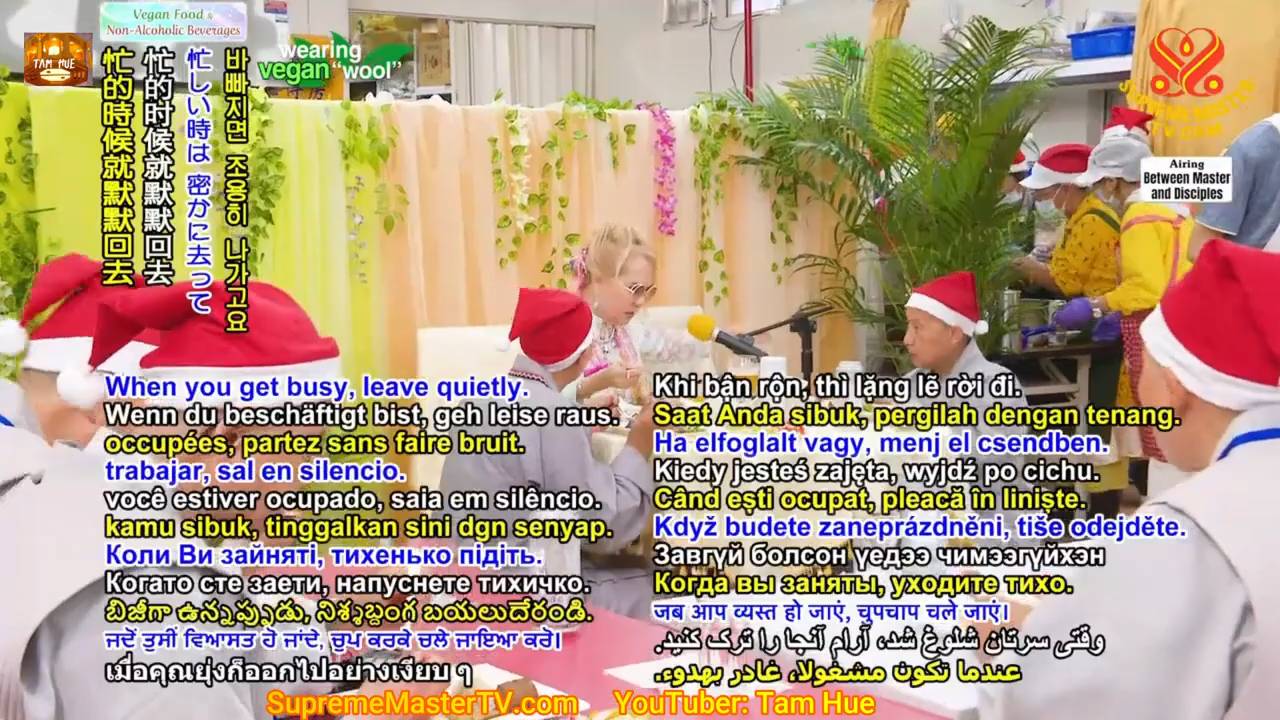 Vegan Food &
Non-Alcoholic Beverages
TAM HUE
wearing
vegan “wool”
SUPREME MASTER
TV.COM
Airing
Between Master
and Disciples
忙的時候就默默回去
忙的时候就默默回去
忙しい時は 密かに去って
바빠지면 조용히 나가고요
When you get busy, leave quietly.
Wenn du beschäftigt bist, geh leise raus.
occupées, partez sans faire bruit.
trabajar, sal en silencio.
você estiver ocupado, saia em silêncio.
kamu sibuk, tinggalkan sini dgn senyap.
Коли Ви зайняті, тихенько підіть.
Когато сте заети, напуснете тихичко.
బిజీగా ఉన్నప్పుడు, నిశ్శబ్దంగ బయలుదేరండి.
ਜਦੋਂ ਤੁਸੀਂ ਵਿਆਸਤ ਹੋ ਜਾਂਦੇ, ਚੁਪ ਕਰਕੇ ਚਲੇ ਜਾਇਆ ਕਰੋ।
เมื่อคุณยุ่งก็ออกไปอย่างเงียบ ๆ
Khi bận rộn, thì lặng lẽ rời đi.
Saat Anda sibuk, pergilah dengan tenang.
Ha elfoglalt vagy, menj el csendben.
Kiedy jesteś zajęta, wyjdź po cichu.
Când ești ocupat, pleacă în liniște.
Když budete zaneprázdněni, tiše odejděte.
Завгүй болсон үедээ чимээгүйхэн
Когда вы заняты, уходите тихо.
जब आप व्यस्त हो जाएं, चुपचाप चले जाएं।
وقتی سرتان شلوغ شد، آرام آنجا را ترک کنید.
عندما تكون مشغولا، غادر بهدوء.
SupremeMasterTV.com YouTuber: Tam Hue